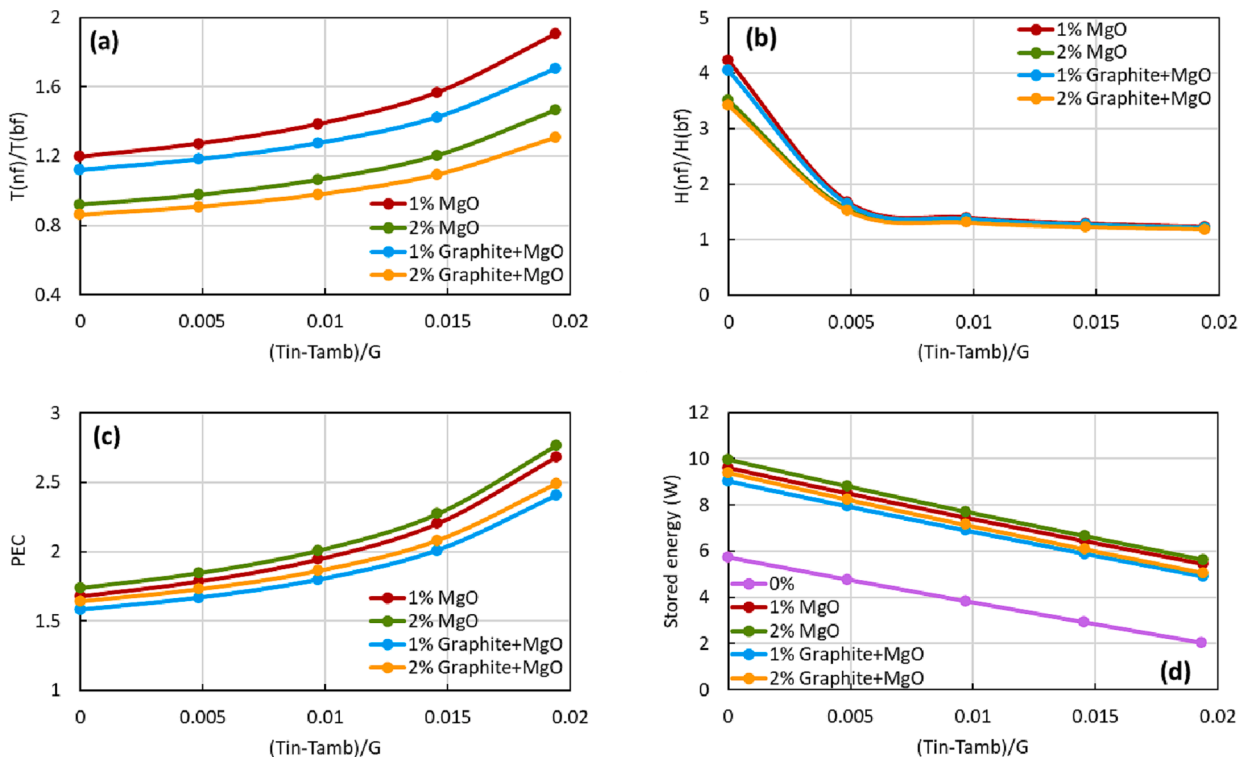 (a)
T(nf)/T(bf)
2
1.6
1.2
0.8
0.4
1% MgO
2% MgO
1% Graphite+MgO
2% Graphite+MgO
0 0.005 0.01 0.015 0.02
(Tin-Tamb)/G
(b)
H(nf)/H(bf)
5
4
3
2
1
0
1% MgO
2% MgO
1% Graphite+MgO
2% Graphite+MgO
0 0.005 0.01 0.015 0.02
(Tin-Tamb)/G
(c)
PEC
3
2.5
2
1.5
1
1% MgO
2% MgO
1% Graphite+MgO
2% Graphite+MgO
0 0.005 0.01 0.015 0.02
(Tin-Tamb)/G
Stored energy (W)
12
10
8
6
4
2
0
0%
1% MgO
2% MgO
1% Graphite+MgO
2% Graphite+MgO
(d)
0 0.005 0.01 0.015 0.02
(Tin-Tamb)/G